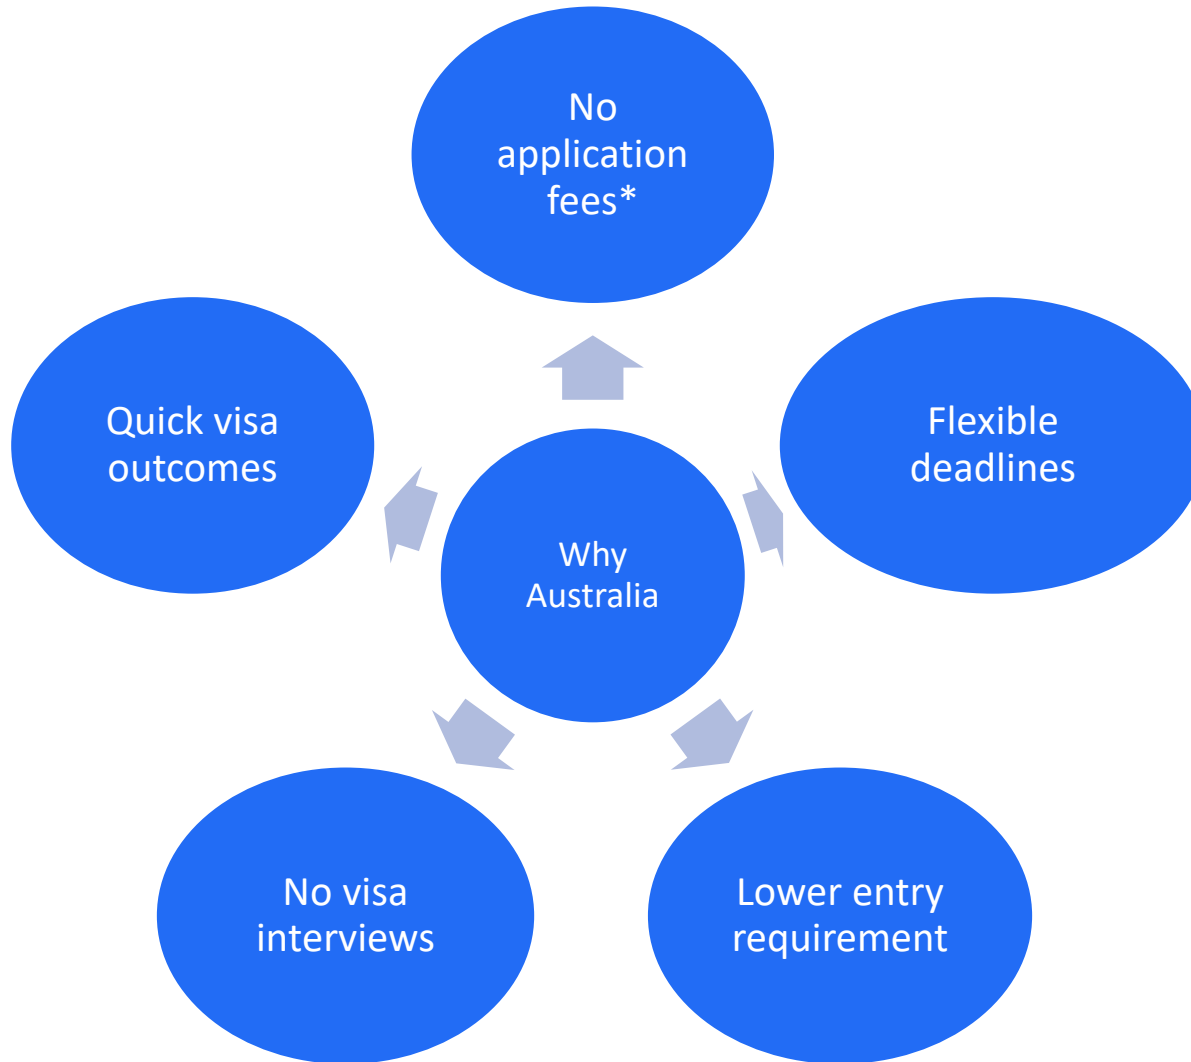 No
application
fees*
Quick visa
outcomes
Flexible
deadlines
Why
Australia
No visa
interviews
Lower entry
requirement